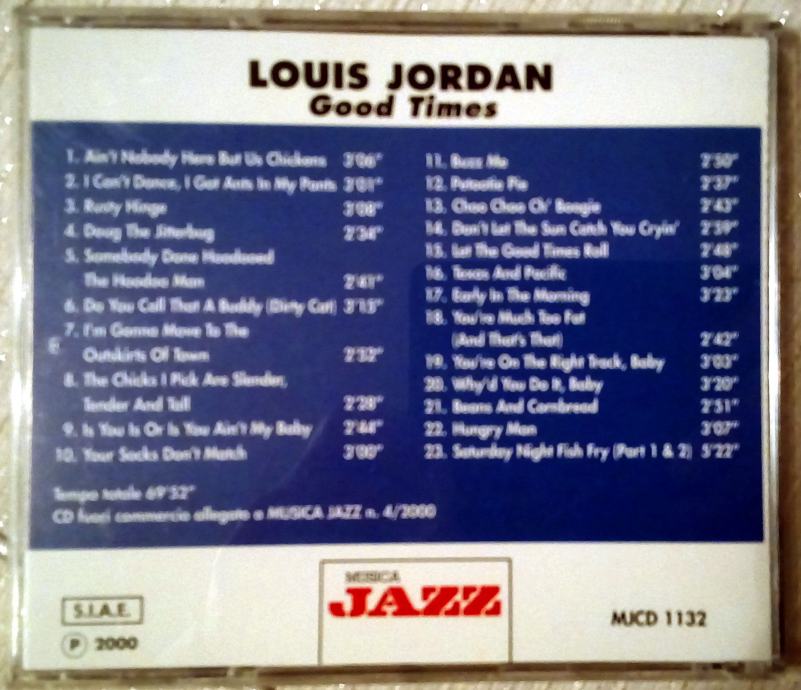 LOUIS JORDAN
Good Times
1. Ain't Nobody Here But Us Chickens 3'06"
2. I Can't Dance, I Got Ants In My Pants 3'01"
3. Rusty Hinge 3'08"
4. Doug The Jitterbug 2'34"
5. Somebody Done Hoodooed
The Hoodoo Man 2'41"
6. Do You Call That A Buddy (Dirty Cat) 3'15"
7. I'm Gonna Move To The
Outskirts Of Town 2'32"
8. The Chicks I Pick Are Slender,
Tender And Tall 2'28"
9. Is You Is Or Is You Ain't My Baby 2'44"
10. Your Socks Don't Match 3'00"
11. Buzz Me 2'50"
12. Petootie Pie 2'37"
13. Choo Choo Ch' Boogie 2'43"
14. Don't Let The Sun Catch You Cryin' 2'59"
15. Let The Good Times Roll 2'48"
16. Texas And Pacific 3'04"
17. Early In The Morning 3'23"
18. You're Much Too Fat
(And That's That) 2'42"
19. You're On The Right Track, Baby 3'03"
20. Why'd You Do It, Baby 3'20"
21. Beans And Cornbread 2'51"
22. Hungry Man 3'07"
23. Saturday Night Fish Fry (Part 1 & 2) 5'22"
Tempo totale 69'52"
CD fuori commercio allegato a MUSICA JAZZ n. 4/2000
S.I.A.E.
P 2000
MUSICA
JAZZ
MJCD 1132